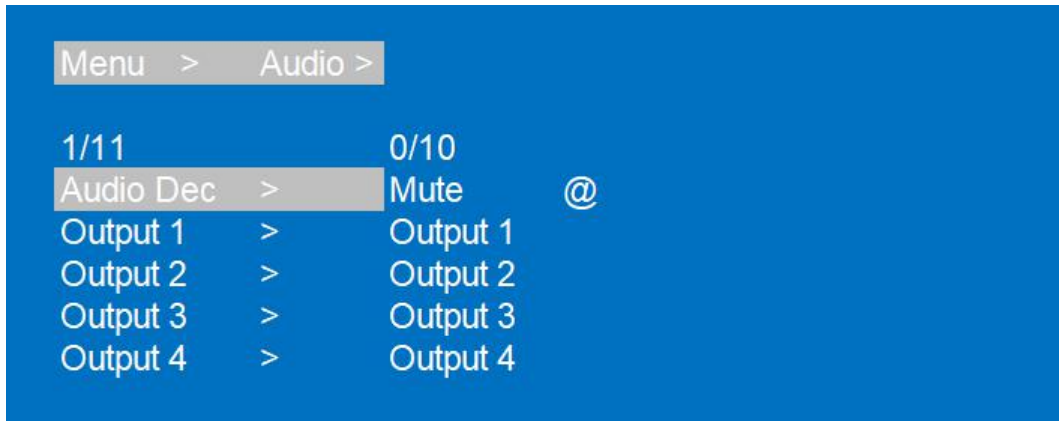 Menu > Audio >
1/11 0/10
Audio Dec > Mute @
Output 1 > Output 1
Output 2 > Output 2
Output 3 > Output 3
Output 4 > Output 4